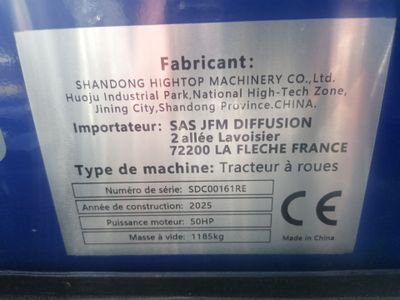 Fabricant:
SHANDONG HIGHTOP MACHINERY CO.,Ltd.
Huoju Industrial Park,National High-Tech Zone,
Jining City,Shandong Province.CHINA.
Importateur: SAS JFM DIFFUSION
2 allée Lavoisier
72200 LA FLECHE FRANCE
Type de machine: Tracteur à roues
Numéro de série: SDC00161RE
Année de construction: 2025
Puissance moteur: 50HP
Masse à vide: 1185kg
CE
Made in China